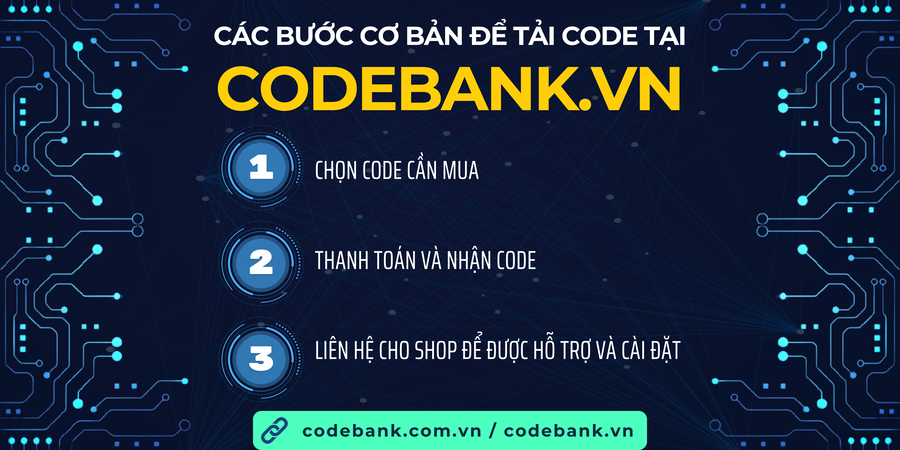 CÁC BƯỚC CƠ BẢN ĐỂ TẢI CODE TẠI
CODEBANK.VN
1 CHỌN CODE CẦN MUA
2 THANH TOÁN VÀ NHẬN CODE
3 LIÊN HỆ CHO SHOP ĐỂ ĐƯỢC HỖ TRỢ VÀ CÀI ĐẶT
codebank.com.vn / codebank.vn